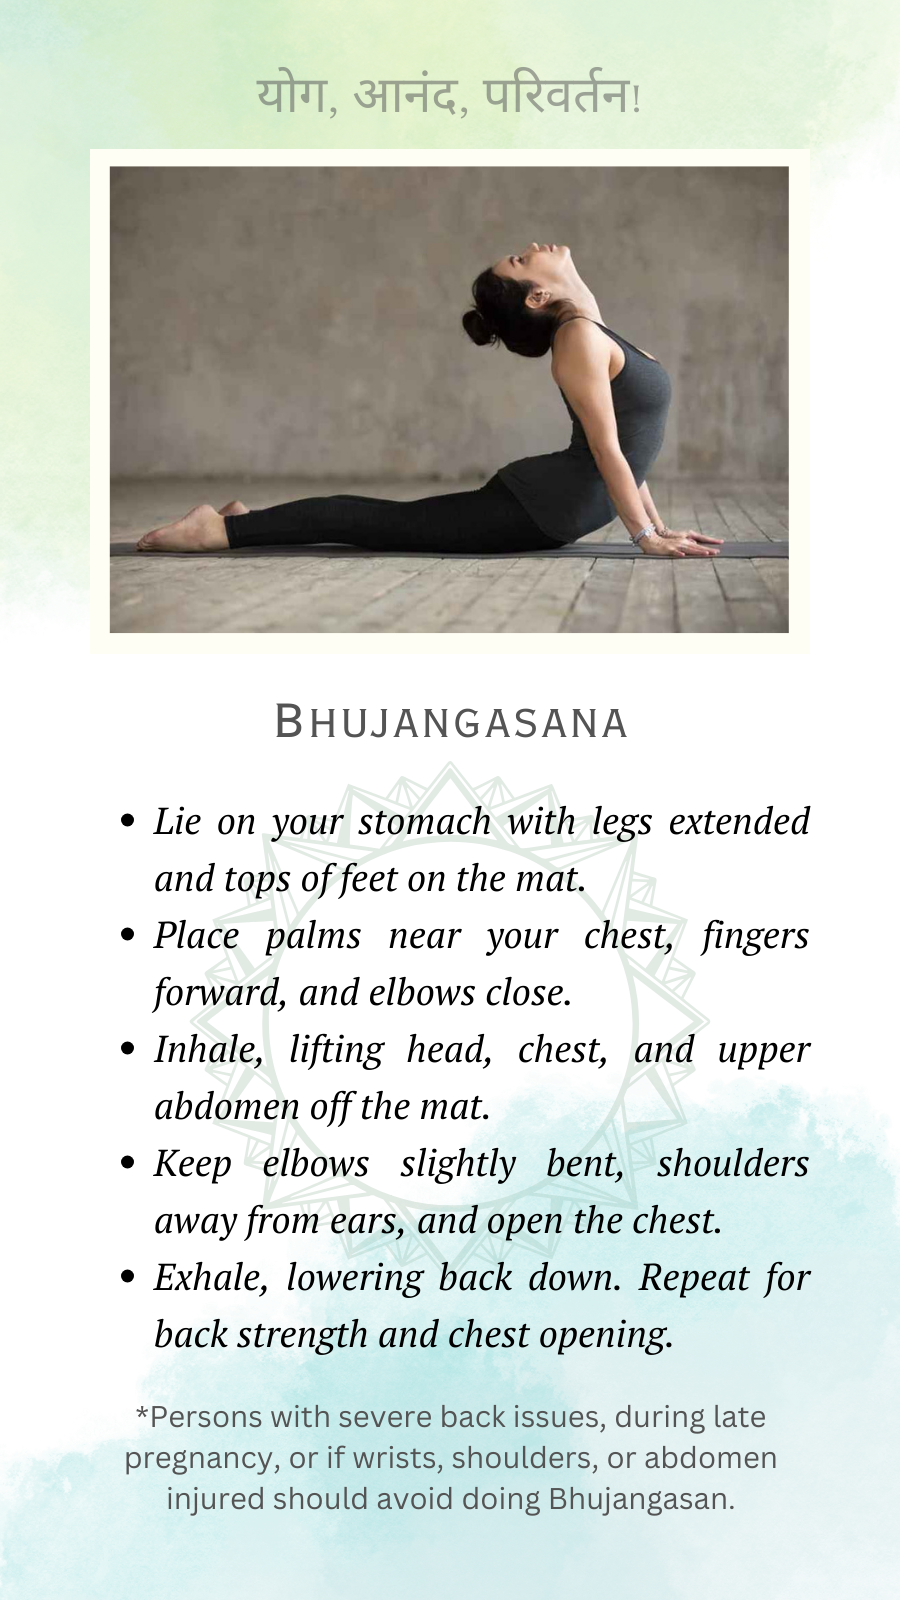 योग, आनंद, परिवर्तन!
BHUJANGASANA
• Lie on your stomach with legs extended
and tops of feet on the mat.
• Place palms near your chest, fingers
forward, and elbows close.
• Inhale, lifting head, chest, and upper
abdomen off the mat.
• Keep elbows slightly bent, shoulders
away from ears, and open the chest.
• Exhale, lowering back down. Repeat for
back strength and chest opening.
*Persons with severe back issues, during late
pregnancy, or if wrists, shoulders, or abdomen
injured should avoid doing Bhujangasan.